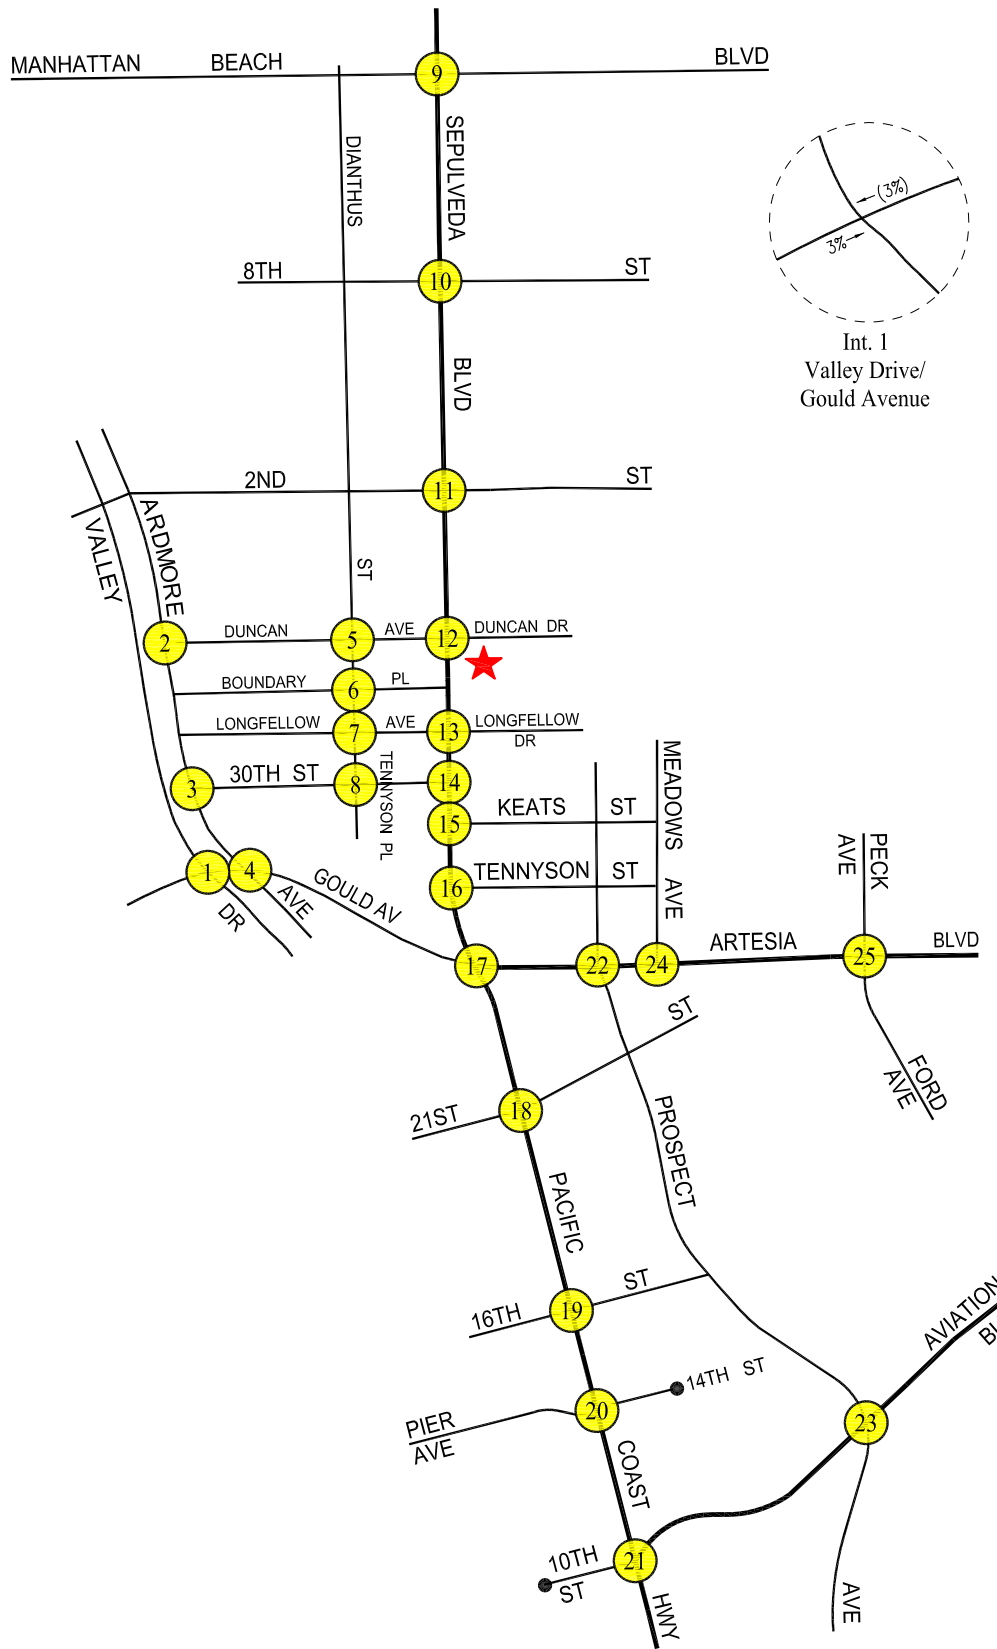 MANHATTAN BEACH BLVD
9
SEPULVEDA
DIANTHUS
(3%)
3%
8TH ST
10
Int. 1
Valley Drive/
Gould Avenue
BLVD
2ND ST
11
VALLEY
ARDMORE
ST
2
DUNCAN AVE
5
12
DUNCAN DR
BOUNDARY PL
6
LONGFELLOW AVE
7
13
LONGFELLOW
DR
3
30TH ST
8
TENNYSON PL
14
MEADOWS AVE
15
KEATS ST
16
TENNYSON ST
PECK
AVE
1
4
DR
AVE
GOULD AV
17
22
24
ARTESIA BLVD
25
21ST ST
18
FORD
AVE
PROSPECT
PACIFIC
16TH ST
19
AVIATION
14TH ST
PIER
AVE
20
23
COAST
10TH
ST
21
HWY
AVE